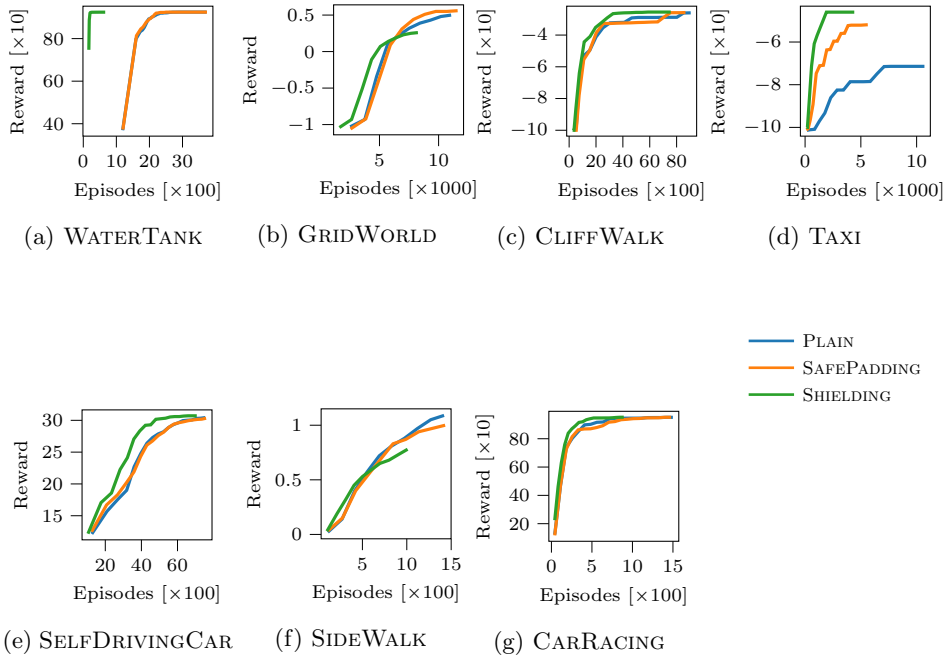 Reward [×10]
80
60
40
0
10
30
Episodes [×100]
(a) WATERTANK
Reward
0.5
0
−0.5
−1
5
10
Episodes [×1000]
(b) GRIDWORLD
Reward [×10]
−4
−6
−8
−10
0
20
40
60
80
Episodes [×100]
(c) CLIFFWALK
Reward [×10]
−6
−8
−10
0
5
10
Episodes [×1000]
(d) TAXI
PLAIN
SAFEPADDING
SHIELDING
Reward
30
25
20
15
20
40
60
Episodes [×100]
(e) SELFDRIVINGCAR
Reward
1
0.5
0
5
10
15
Episodes [×100]
(f) SIDEWALK
Reward [×10]
80
60
40
20
0
5
10
15
Episodes [×100]
(g) CARRACING